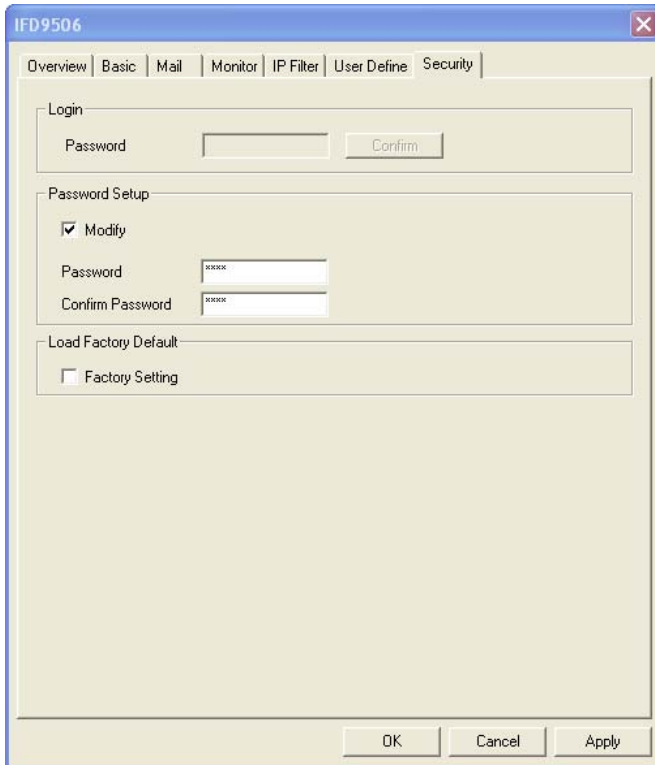 IFD9506
Overview Basic Mail Monitor IP Filter User Define Security
Login
Password Confirm
Password Setup
Modify
Password ****
Confirm Password ****
Load Factory Default
Factory Setting
OK Cancel Apply